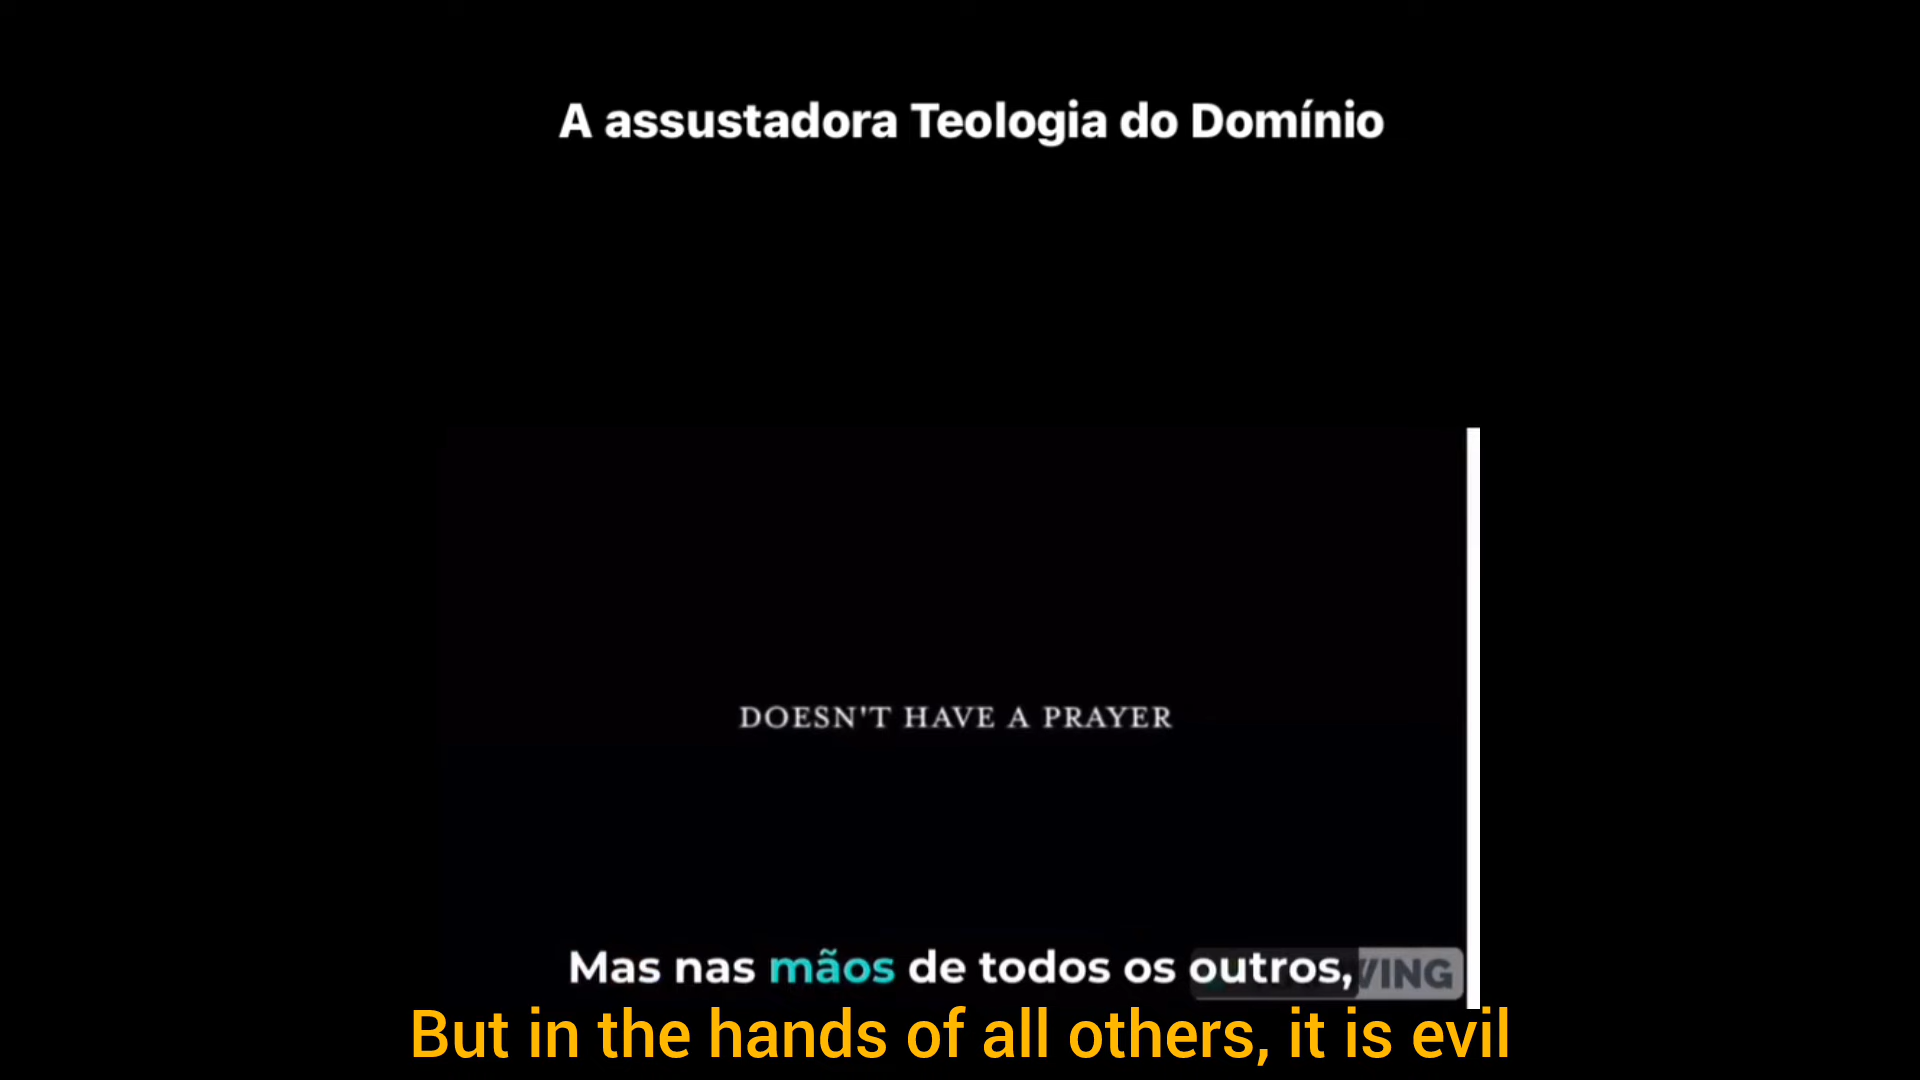 A assustadora Teologia do Domínio
DOESN'T HAVE A PRAYER
Mas nas mãos de todos os outros,
But in the hands of all others, it is evil